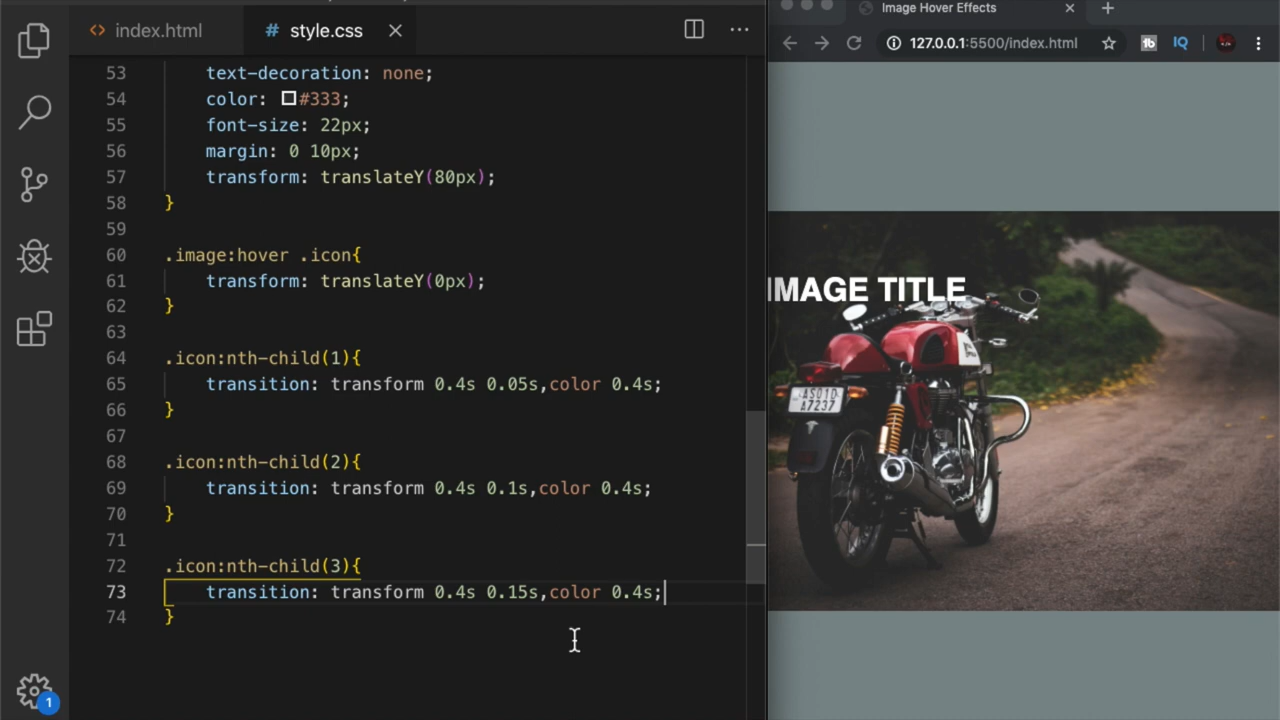 index.html
style.css
53 text-decoration: none;
54 color: #333;
55 font-size: 22px;
56 margin: 0 10px;
57 transform: translateY(80px);
58 }
59
60 .image:hover .icon{
61 transform: translateY(0px);
62 }
63
64 .icon:nth-child(1){
65 transition: transform 0.4s 0.05s,color 0.4s;
66 }
67
68 .icon:nth-child(2){
69 transition: transform 0.4s 0.1s,color 0.4s;
70 }
71
72 .icon:nth-child(3){
73 transition: transform 0.4s 0.15s,color 0.4s;
74 }
1
Image Hover Effects
127.0.0.1:5500/index.html
tb
IQ
IMAGE TITLE
AS01D
A7237